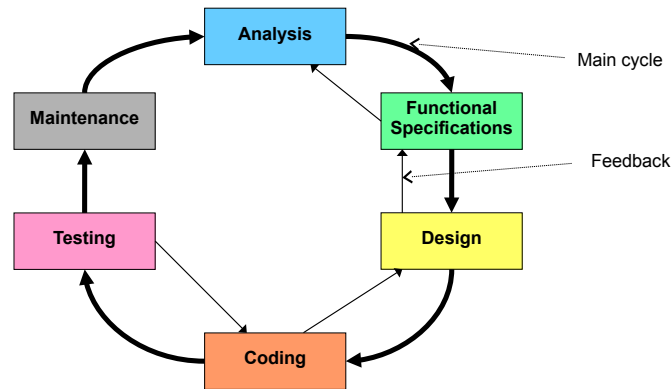 Analysis
Main cycle
Maintenance
Functional
Specifications
Feedback
Testing
Design
Coding